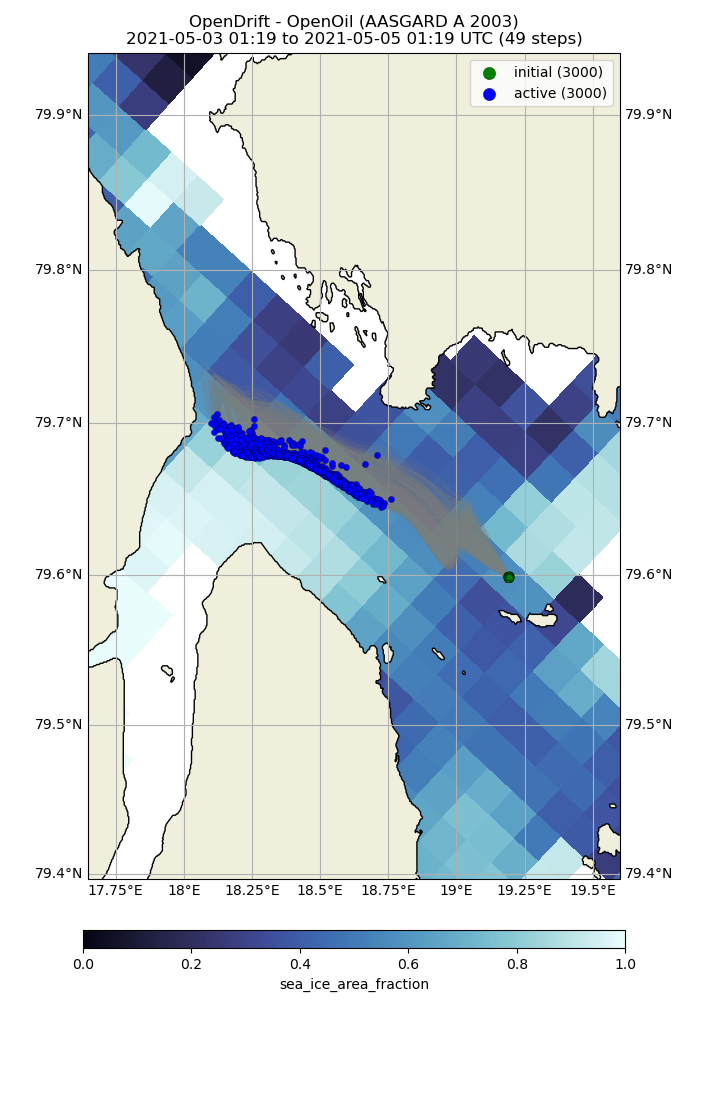 OpenDrift - OpenOil (AASGARD A 2003)
2021-05-03 01:19 to 2021-05-05 01:19 UTC (49 steps)
initial (3000)
active (3000)
79.9°N 79.9°N
79.8°N 79.8°N
79.7°N 79.7°N
79.6°N 79.6°N
79.5°N 79.5°N
79.4°N 79.4°N
17.75°E 18°E 18.25°E 18.5°E 18.75°E 19°E 19.25°E 19.5°E
0.0 0.2 0.4 0.6 0.8 1.0
sea_ice_area_fraction